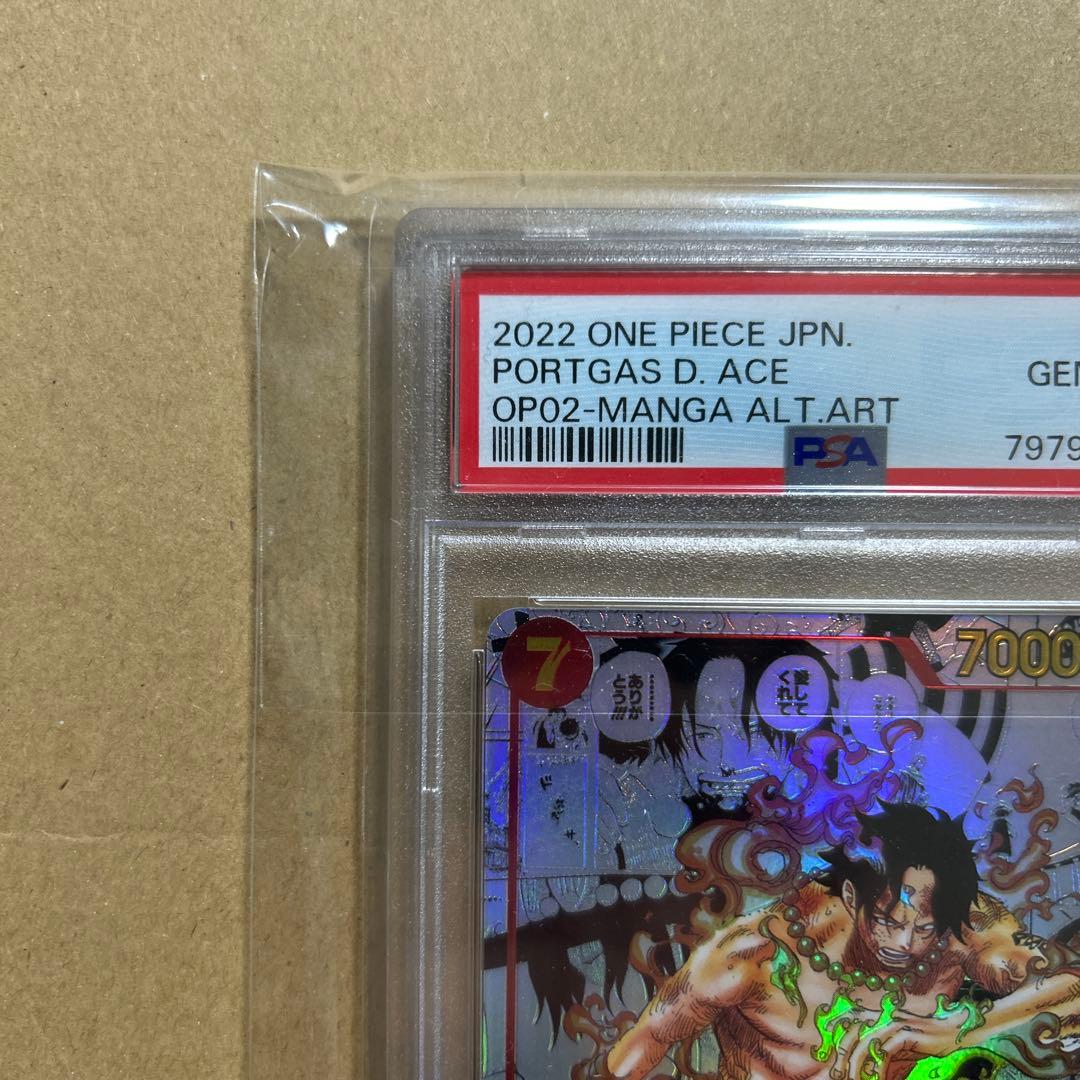 2022 ONE PIECE JPN.
PORTGAS D. ACE
GEN
OP02-MANGA ALT.ART
PSA
7979
7
7000
愛して
くれて
ありが
とう!!!